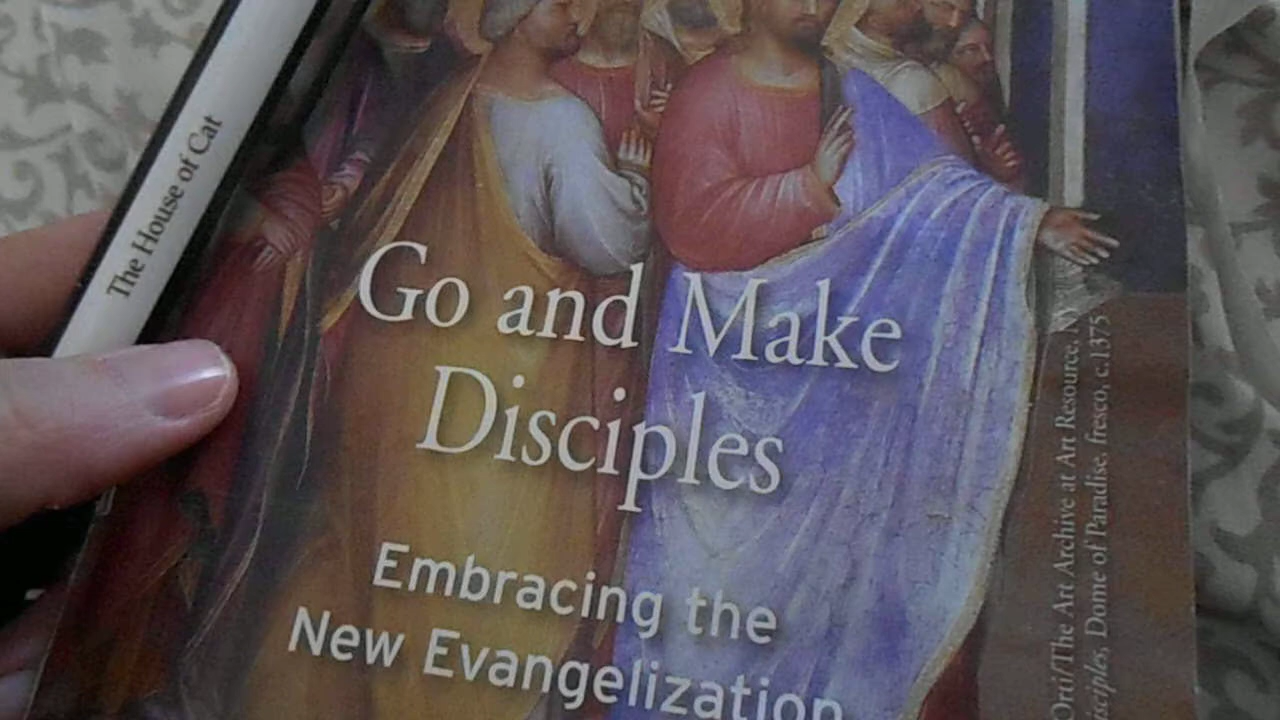 The House of Cat
Go and Make
Disciples
Embracing the
New Evangelization
Orti/The Art Archive at Art Resource, NY
isciples, Dome of Paradise, fresco, c.1375